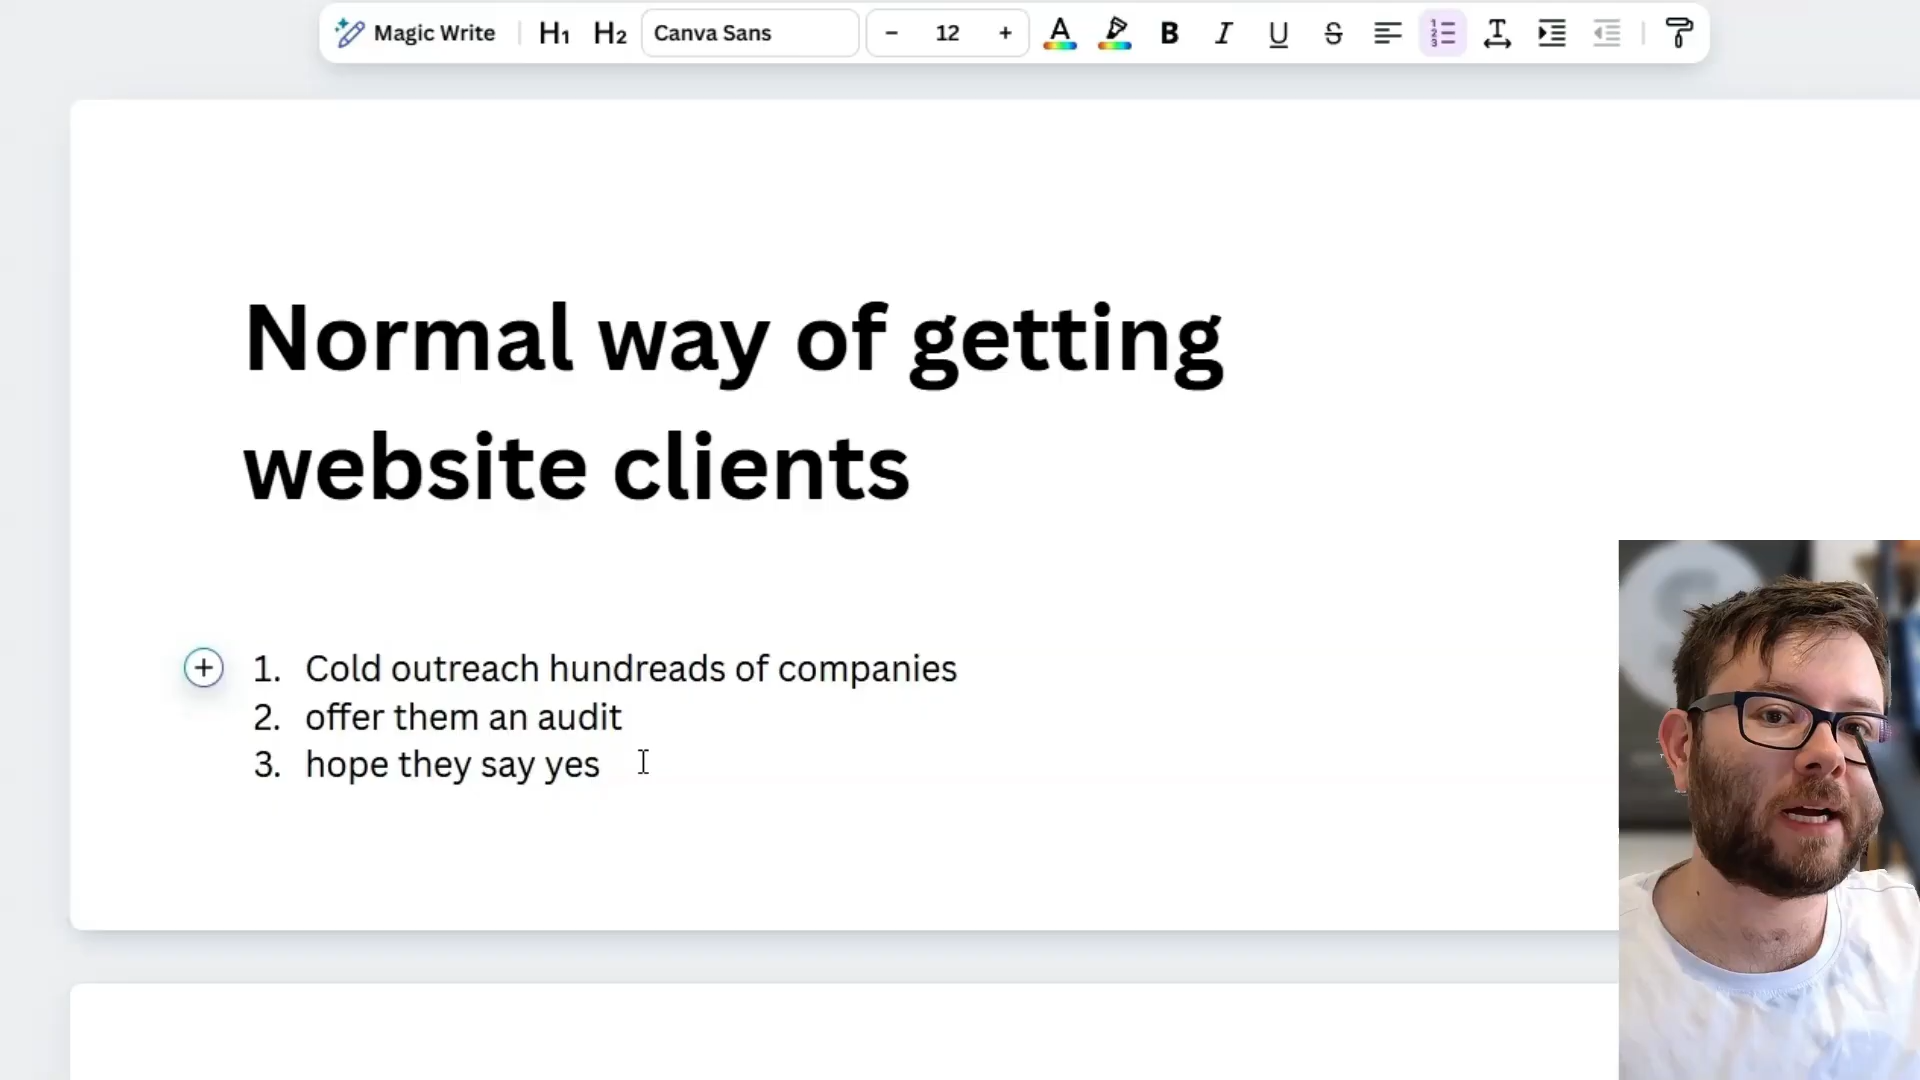 Magic Write H1 H2 Canva Sans − 12 + A B I U S
Normal way of getting
website clients
1. Cold outreach hundreads of companies
2. offer them an audit
3. hope they say yes